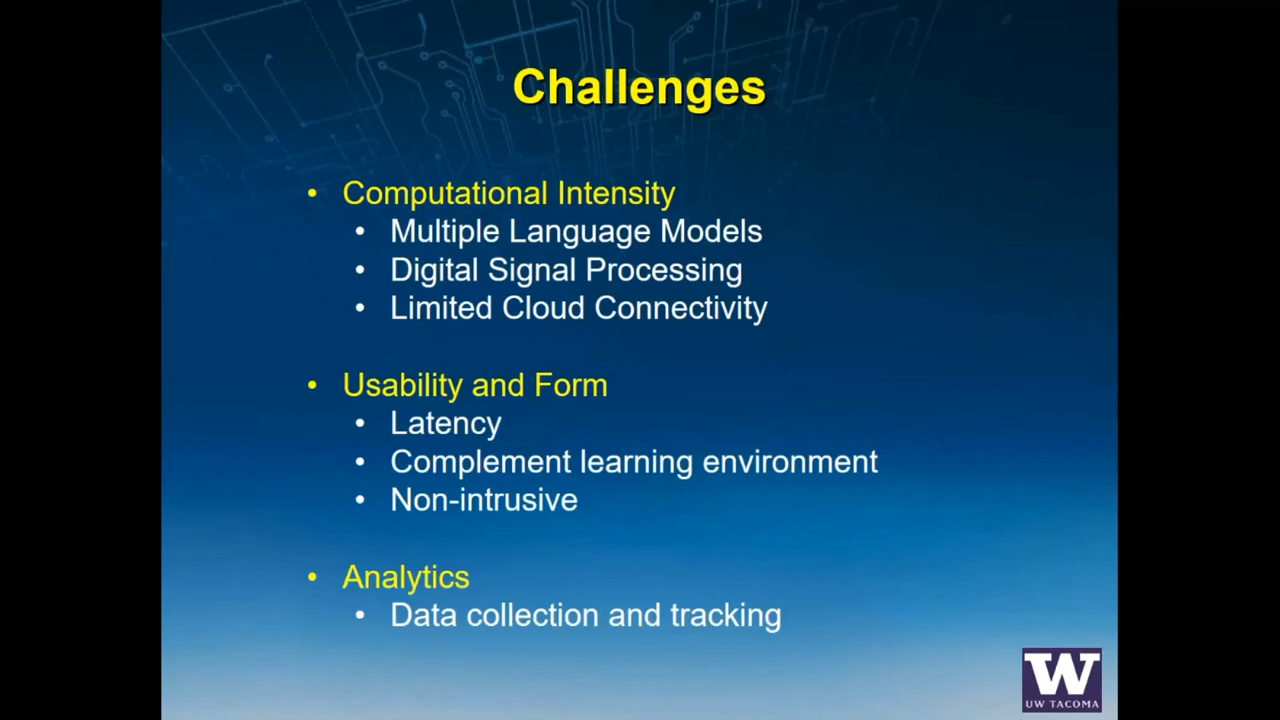 Challenges
• Computational Intensity
• Multiple Language Models
• Digital Signal Processing
• Limited Cloud Connectivity
• Usability and Form
• Latency
• Complement learning environment
• Non-intrusive
• Analytics
• Data collection and tracking
W
UW TACOMA